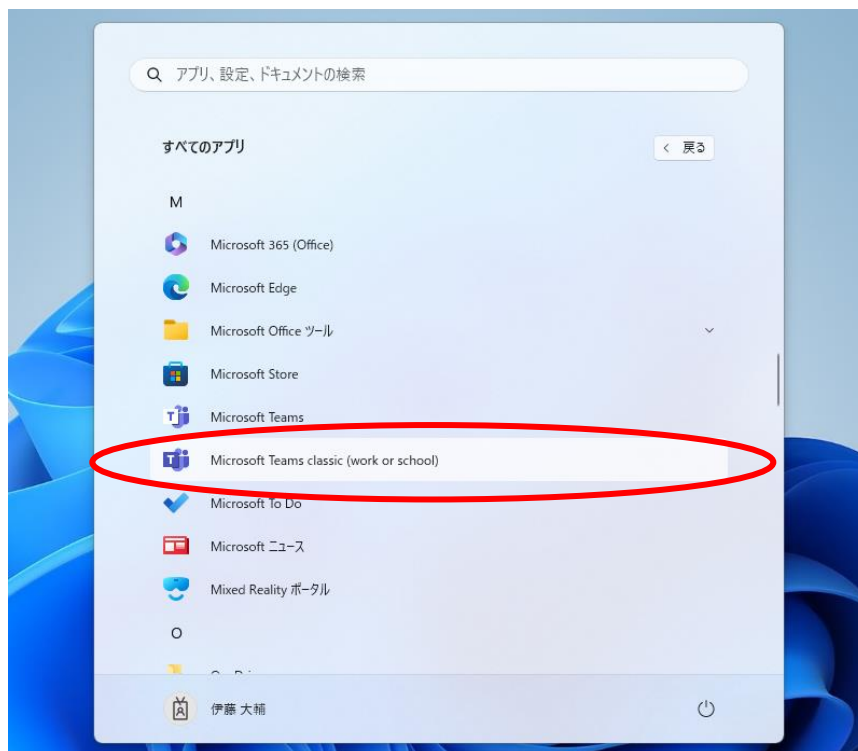 アプリ、設定、ドキュメントの検索
すべてのアプリ
戻る
M
Microsoft 365 (Office)
Microsoft Edge
Microsoft Office ツール
Microsoft Store
Microsoft Teams
Microsoft Teams classic (work or school)
Microsoft To Do
Microsoft ニュース
Mixed Reality ポータル
O
伊藤 大輔